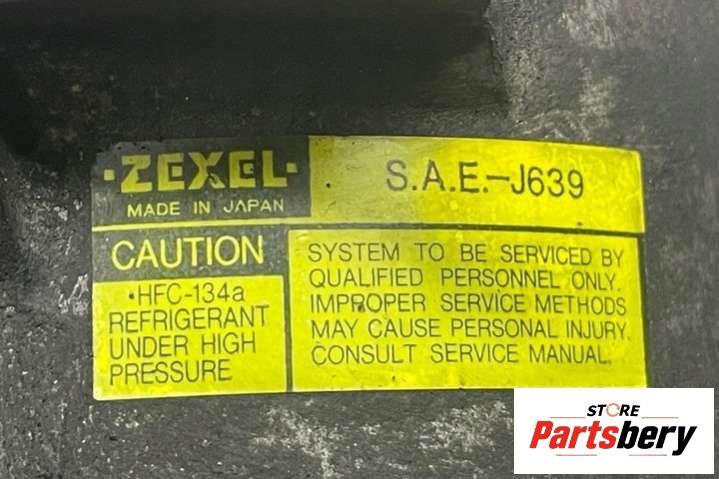 ·ZEXEL·
MADE IN JAPAN
S.A.E.-J639
CAUTION
·HFC-134a
REFRIGERANT
UNDER HIGH
PRESSURE
SYSTEM TO BE SERVICED BY
QUALIFIED PERSONNEL ONLY.
IMPROPER SERVICE METHODS
MAY CAUSE PERSONAL INJURY.
CONSULT SERVICE MANUAL.
STORE
Partsbery